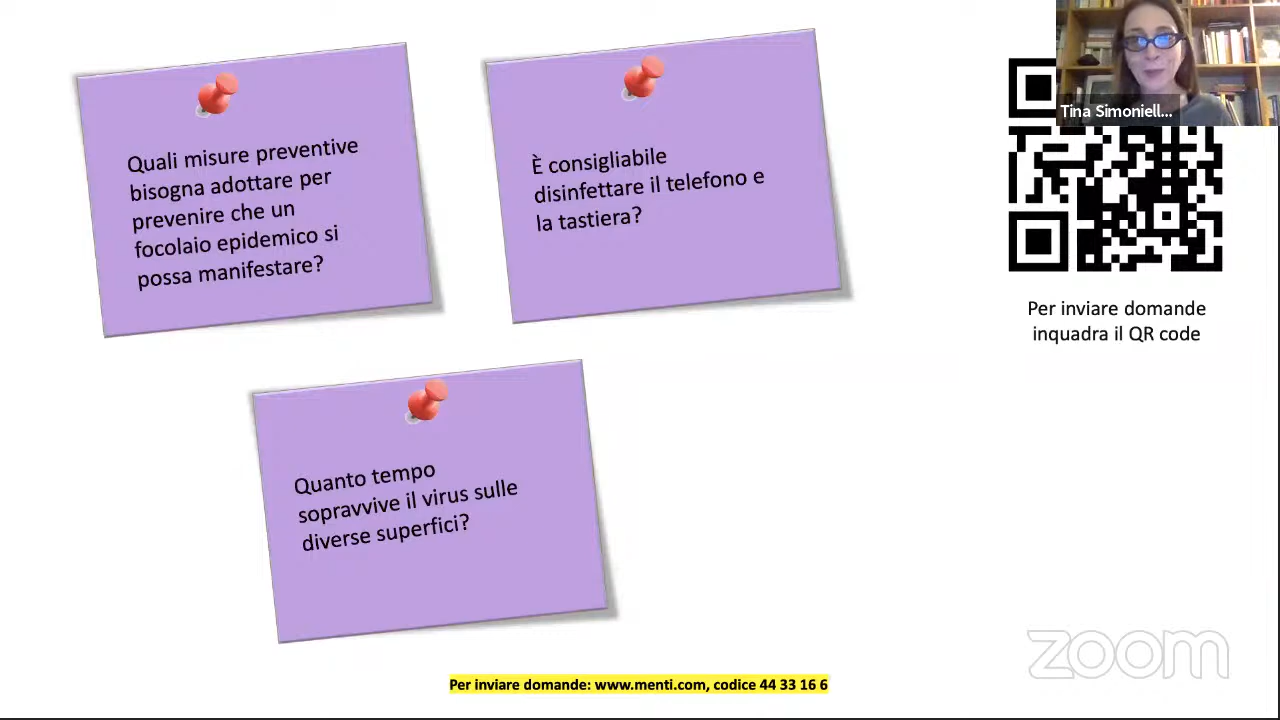 Quali misure preventive
bisogna adottare per
prevenire che un
focolaio epidemico si
possa manifestare?
È consigliabile
disinfettare il telefono e
la tastiera?
Tina Simoniell...
Per inviare domande
inquadra il QR code
Quanto tempo
sopravvive il virus sulle
diverse superfici?
zoom
Per inviare domande: www.menti.com, codice 44 33 16 6